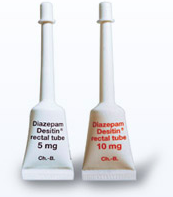 Diazepam
Desitin®
rectal tube
5 mg
Ch.-B.
Diazepam
Desitin®
rectal tube
10 mg
Ch.-B.